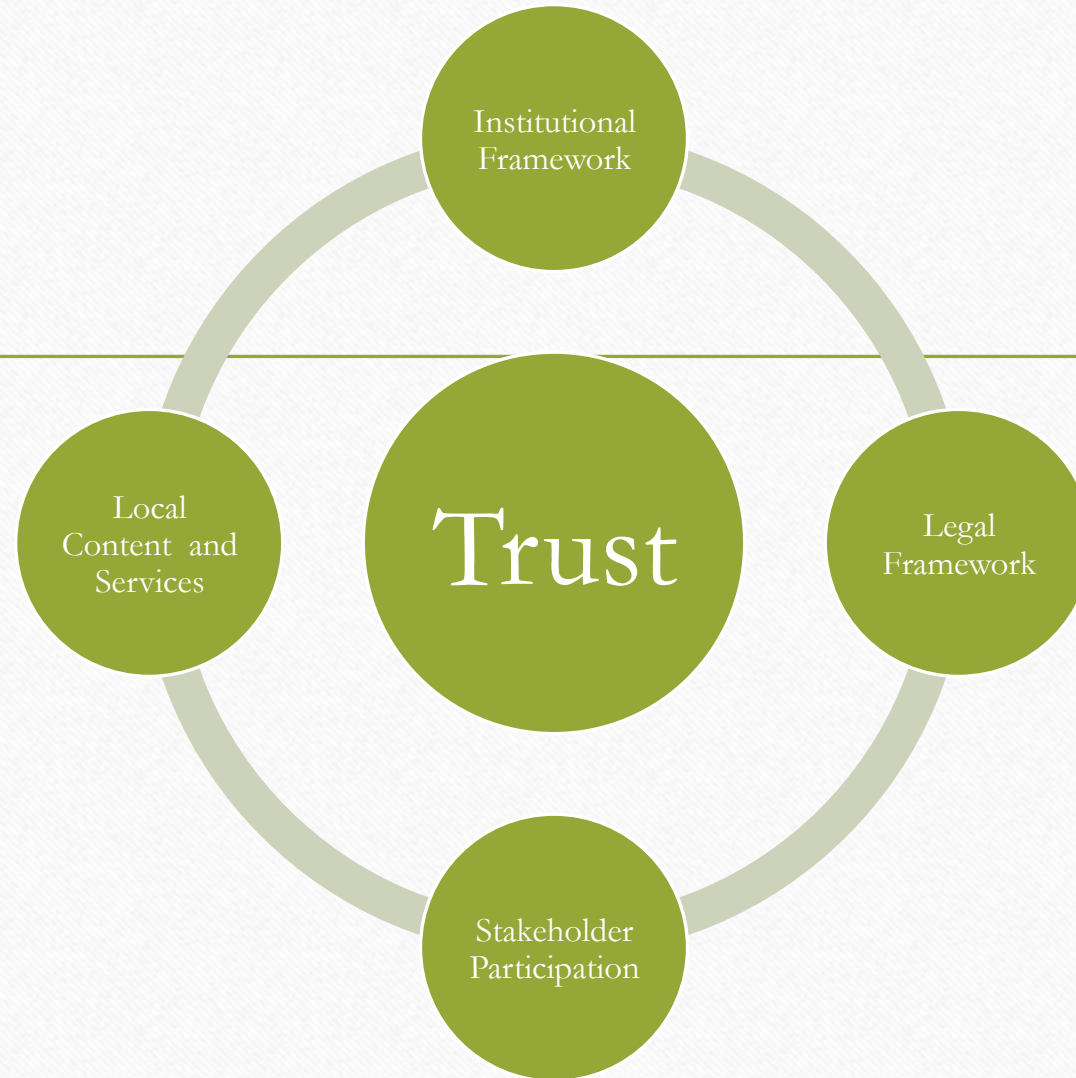 Institutional
Framework
Local
Content and
Services
Trust
Legal
Framework
Stakeholder
Participation